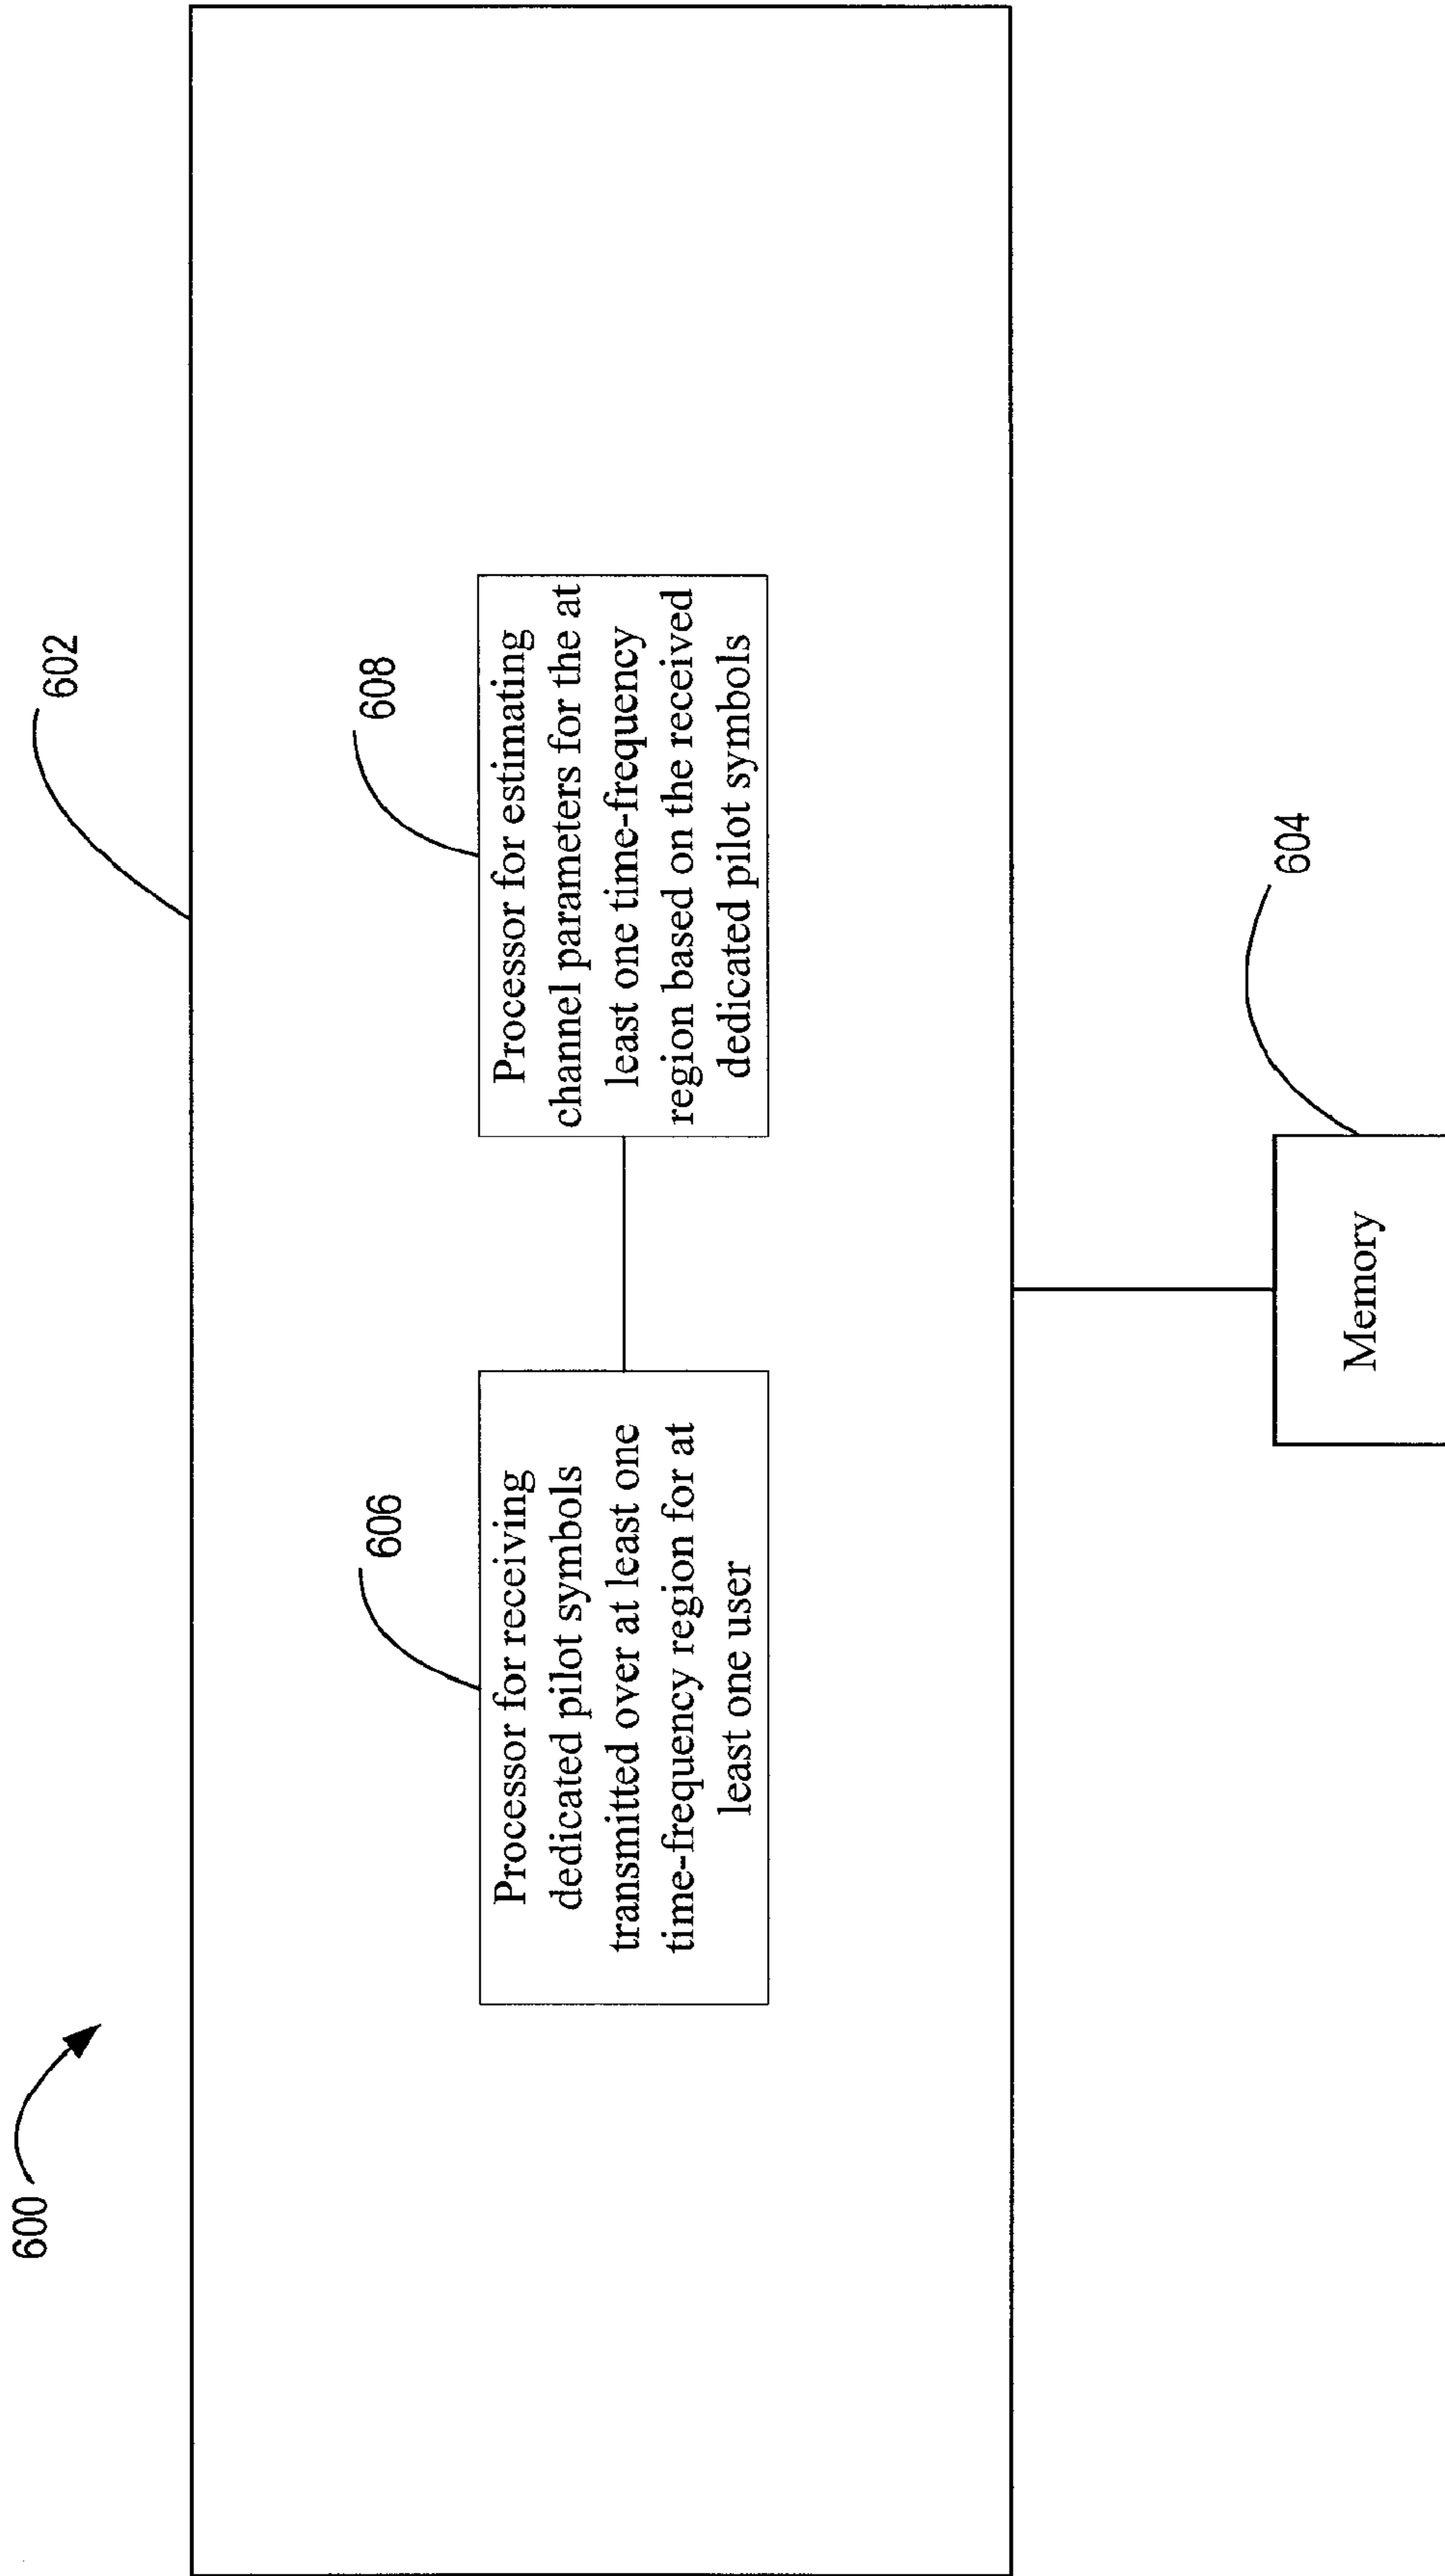 600
602
606
Processor for receiving
dedicated pilot symbols
transmitted over at least one
time-frequency region for at
least one user
608
Processor for estimating
channel parameters for the at
least one time-frequency
region based on the received
dedicated pilot symbols
604
Memory